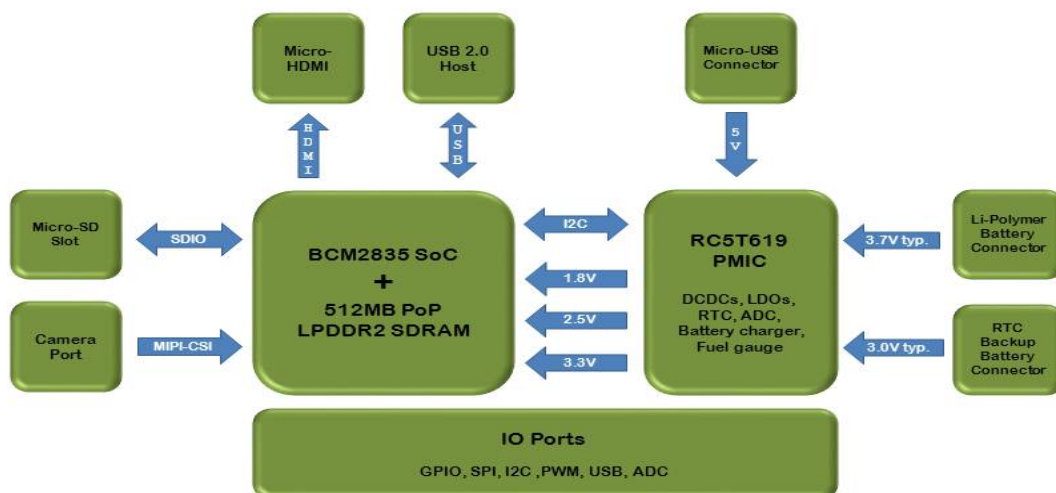 Micro-
HDMI
USB 2.0
Host
Micro-USB
Connector
HDMI
USB
5V
Micro-SD
Slot
SDIO
BCM2835 SoC
+
512MB PoP
LPDDR2 SDRAM
I2C
1.8V
2.5V
3.3V
RC5T619
PMIC
DCDCs, LDOs,
RTC, ADC,
Battery charger,
Fuel gauge
3.7V typ.
Li-Polymer
Battery
Connector
Camera
Port
MIPI-CSI
3.0V typ.
RTC
Backup
Battery
Connector
IO Ports
GPIO, SPI, I2C ,PWM, USB, ADC